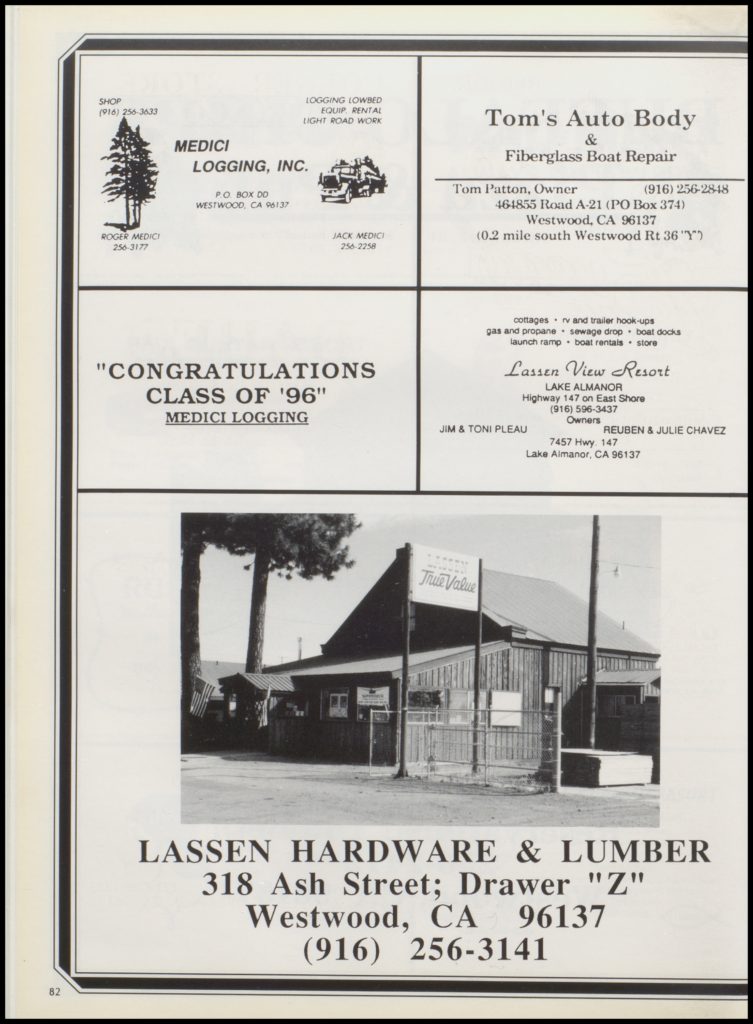 SHOP
(916) 256-3633
LOGGING LOWBED
EQUIP. RENTAL
LIGHT ROAD WORK
MEDICI
LOGGING, INC.
P.O. BOX DD
WESTWOOD, CA 96137
ROGER MEDICI
256-3177
JACK MEDICI
256-2258
Tom's Auto Body
&
Fiberglass Boat Repair
Tom Patton, Owner (916) 256-2848
464855 Road A-21 (PO Box 374)
Westwood, CA 96137
(0.2 mile south Westwood Rt 36 "Y")
"CONGRATULATIONS
CLASS OF '96"
MEDICI LOGGING
cottages • rv and trailer hook-ups
gas and propane • sewage drop • boat docks
launch ramp • boat rentals • store
Lassen View Resort
LAKE ALMANOR
Highway 147 on East Shore
(916) 596-3437
Owners
JIM & TONI PLEAU REUBEN & JULIE CHAVEZ
7457 Hwy. 147
Lake Almanor, CA 96137
LASSEN
True Value
LASSEN HARDWARE & LUMBER
318 Ash Street; Drawer "Z"
Westwood, CA 96137
(916) 256-3141
82